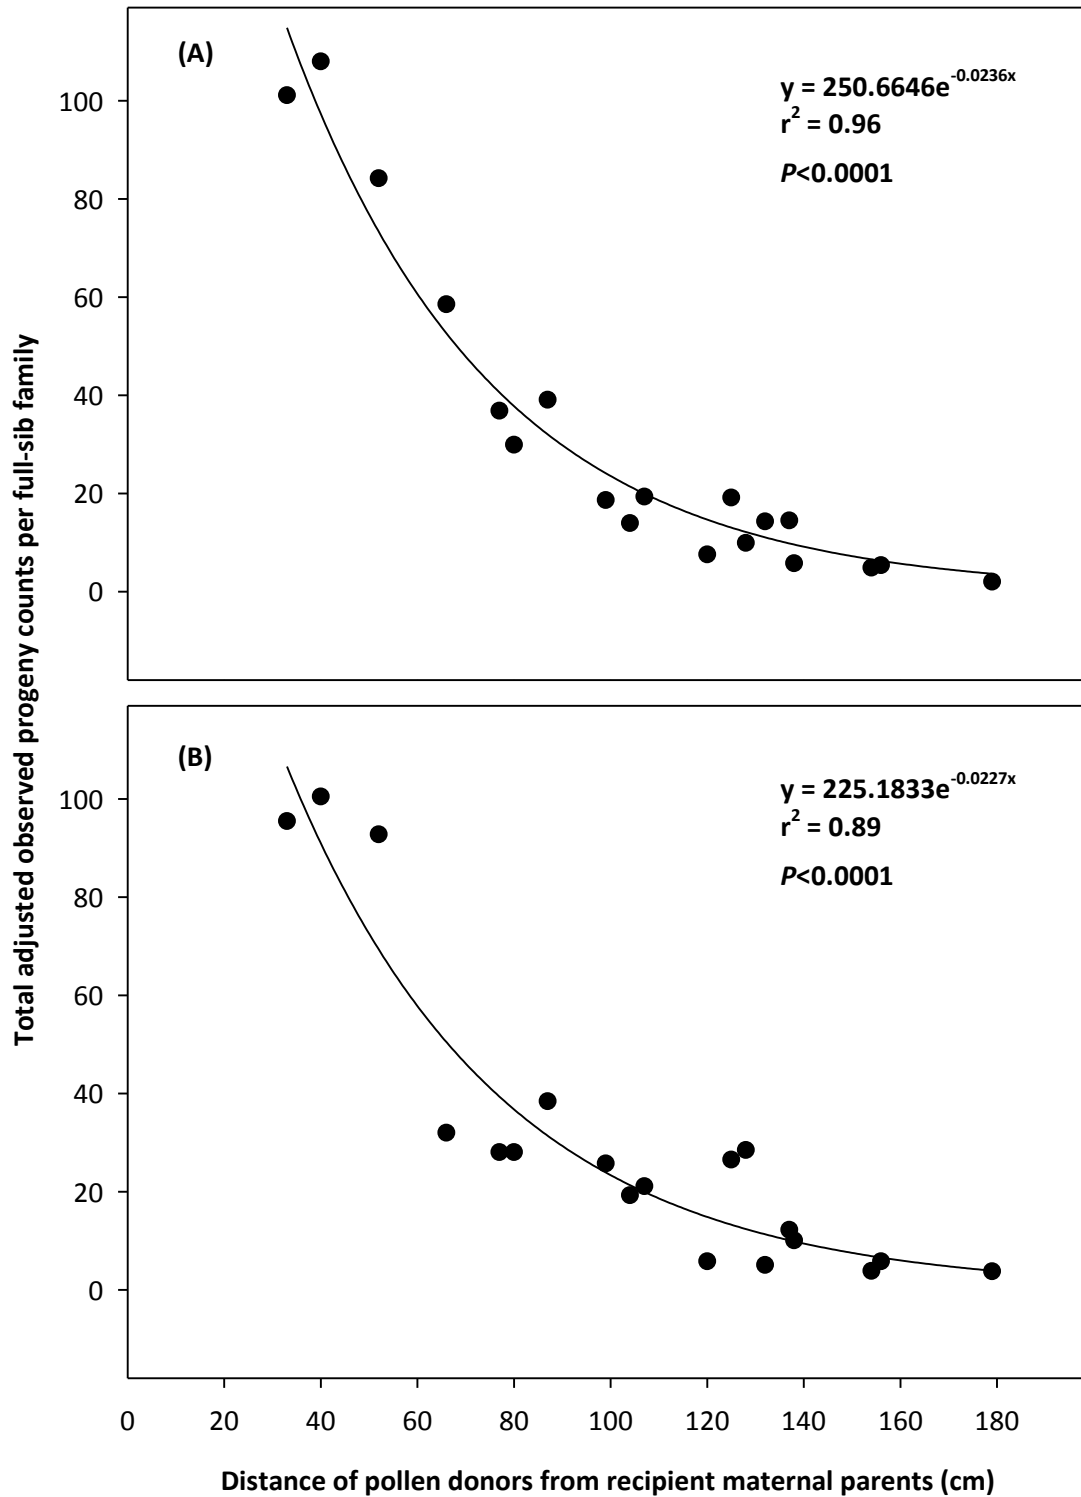 Total adjusted observed progeny counts per full-sib family
(A)
y = 250.6646e^-0.0236x
r² = 0.96
P<0.0001
100
80
60
40
20
0
(B)
y = 225.1833e^-0.0227x
r² = 0.89
P<0.0001
100
80
60
40
20
0
0 20 40 60 80 100 120 140 160 180
Distance of pollen donors from recipient maternal parents (cm)